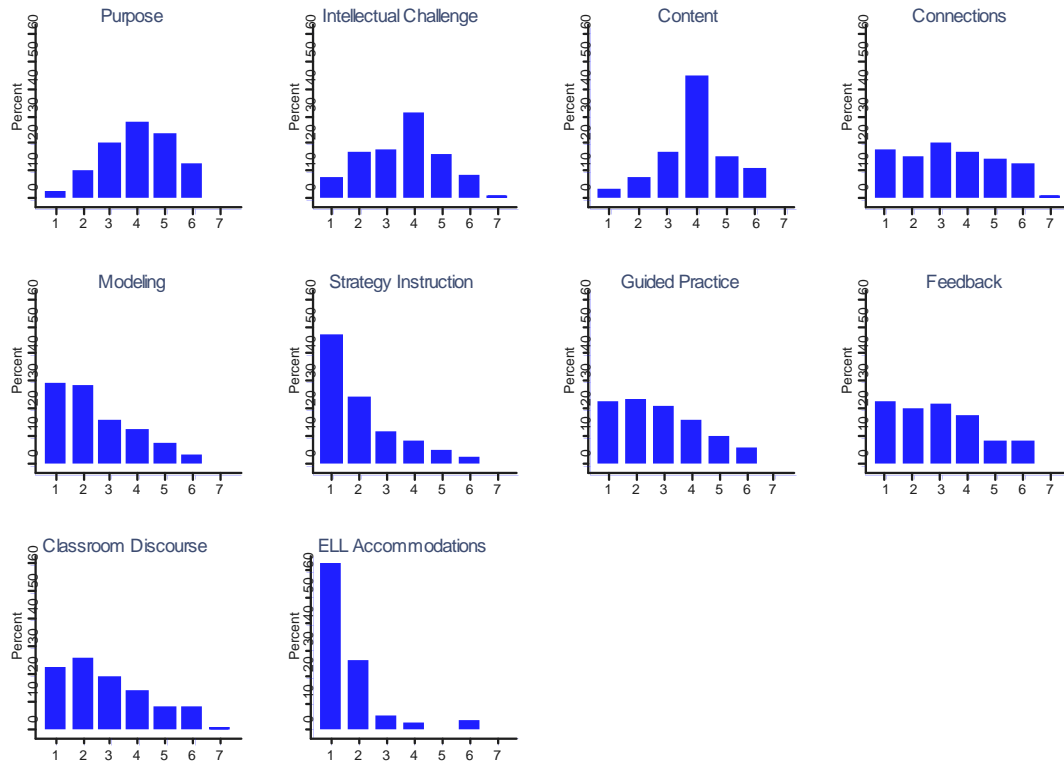 Purpose
Percent
0 10 20 30 40 50 60
1 2 3 4 5 6 7
Intellectual Challenge
Percent
0 10 20 30 40 50 60
1 2 3 4 5 6 7
Content
Percent
0 10 20 30 40 50 60
1 2 3 4 5 6 7
Connections
Percent
0 10 20 30 40 50 60
1 2 3 4 5 6 7
Modeling
Percent
0 10 20 30 40 50 60
1 2 3 4 5 6 7
Strategy Instruction
Percent
0 10 20 30 40 50 60
1 2 3 4 5 6 7
Guided Practice
Percent
0 10 20 30 40 50 60
1 2 3 4 5 6 7
Feedback
Percent
0 10 20 30 40 50 60
1 2 3 4 5 6 7
Classroom Discourse
Percent
0 10 20 30 40 50 60
1 2 3 4 5 6 7
ELL Accommodations
Percent
0 10 20 30 40 50 60
1 2 3 4 5 6 7